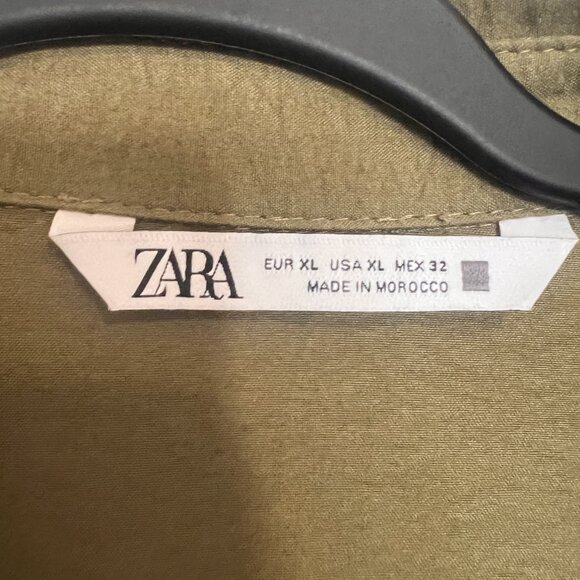 ZARA
EUR XL USA XL MEX 32
MADE IN MOROCCO